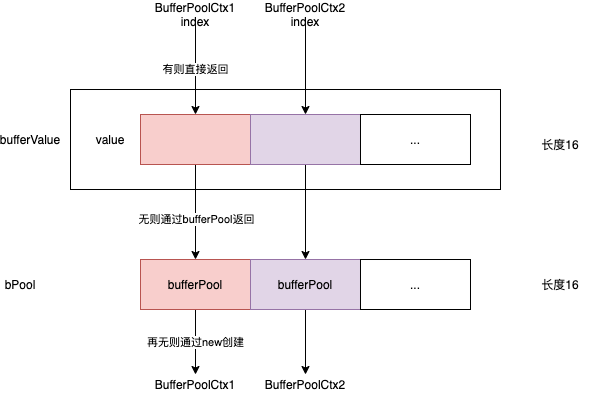 BufferPoolCtx1
index
BufferPoolCtx2
index
有则直接返回
bufferValue
value
...
长度16
无则通过bufferPool返回
bPool
bufferPool
bufferPool
...
长度16
再无则通过new创建
BufferPoolCtx1
BufferPoolCtx2